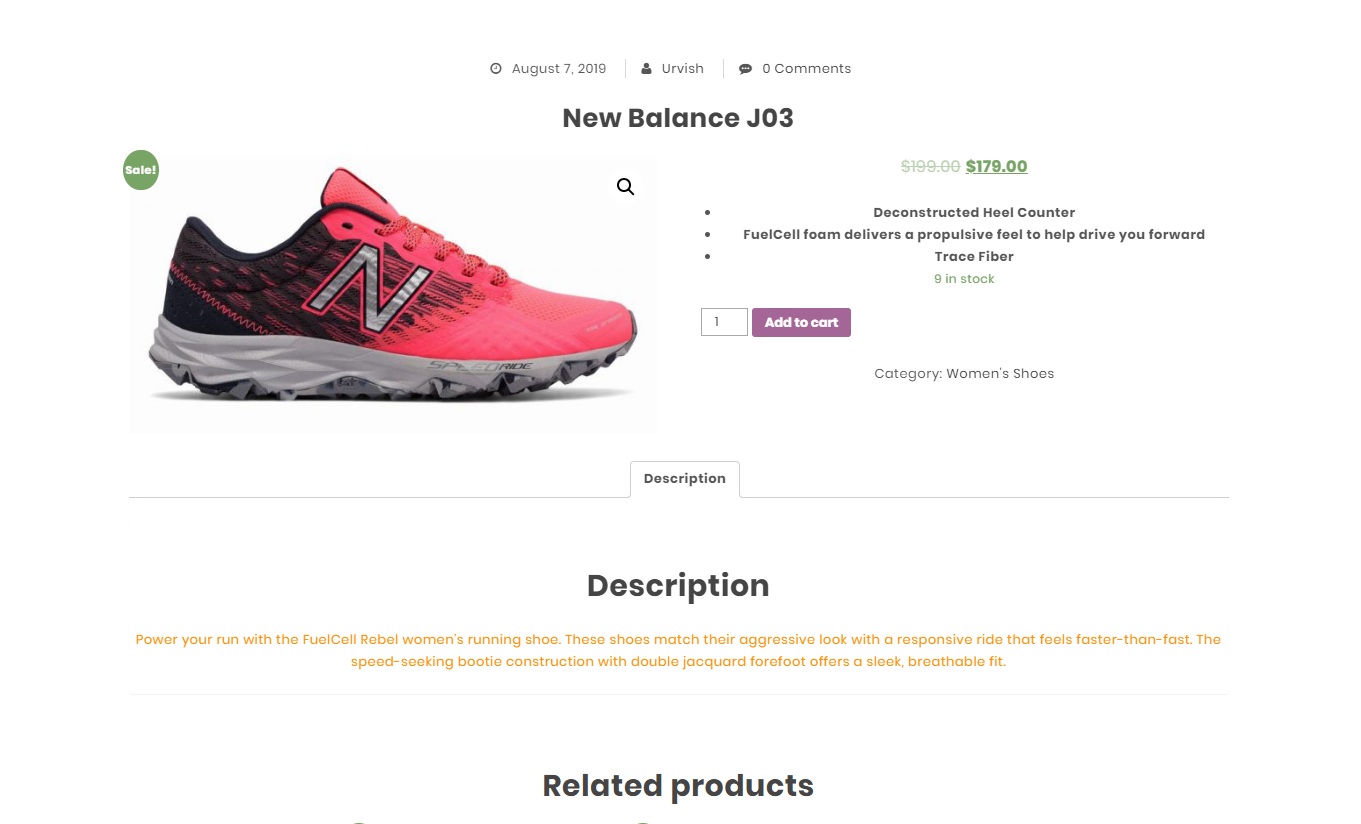 August 7, 2019 Urvish 0 Comments
New Balance J03
Sale!
N
SPEEDRIDE
$199.00 $179.00
Deconstructed Heel Counter
FuelCell foam delivers a propulsive feel to help drive you forward
Trace Fiber
9 in stock
1 Add to cart
Category: Women's Shoes
Description
Description
Power your run with the FuelCell Rebel women's running shoe. These shoes match their aggressive look with a responsive ride that feels faster-than-fast. The
speed-seeking bootie construction with double jacquard forefoot offers a sleek, breathable fit.
Related products